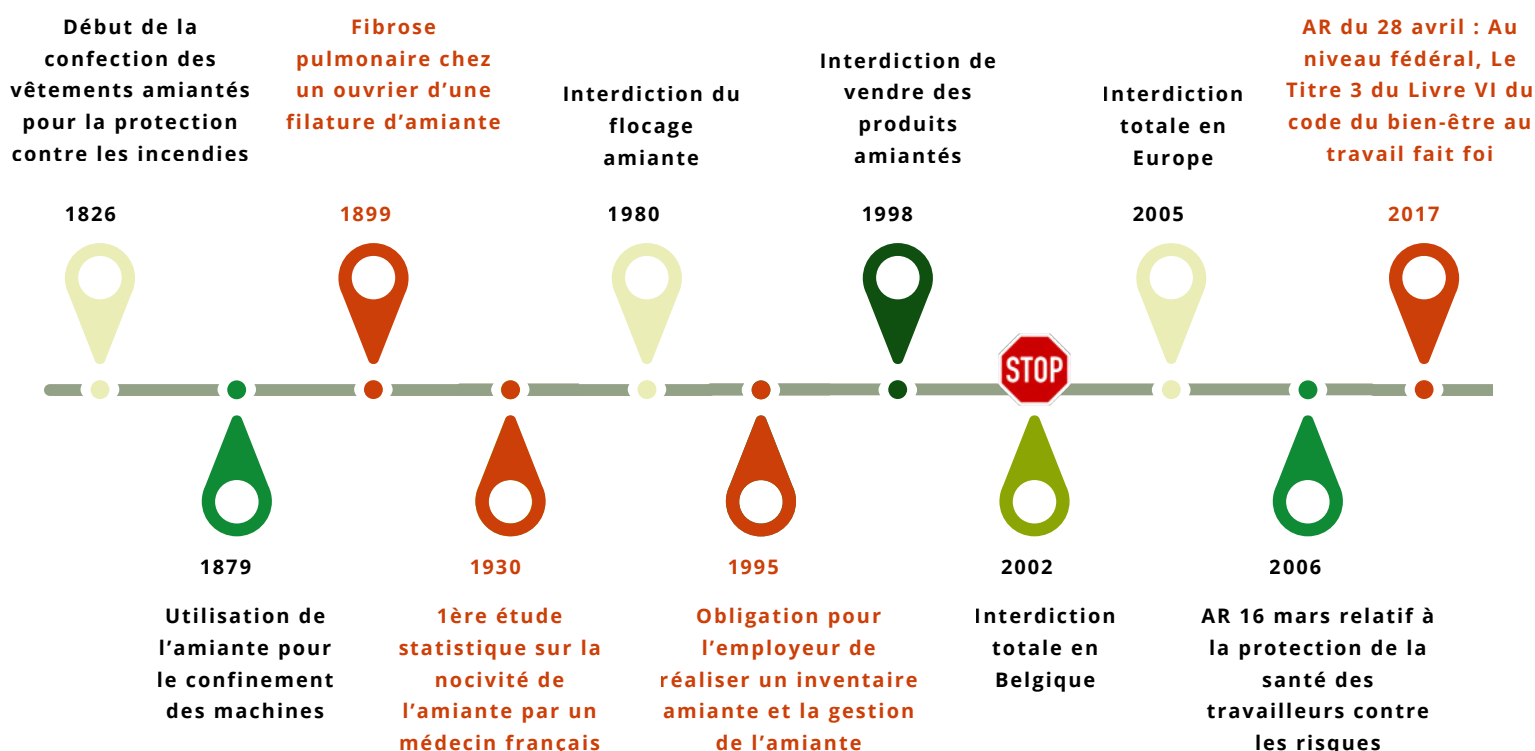 Début de la
confection des
vêtements amiantés
pour la protection
contre les incendies
1826
Fibrose
pulmonaire chez
un ouvrier d’une
filature d’amiante
1899
Interdiction du
flocage
amiante
1980
Interdiction de
vendre des
produits
amiantés
1998
Interdiction
totale en
Europe
2005
AR du 28 avril : Au
niveau fédéral, Le
Titre 3 du Livre VI du
code du bien-être au
travail fait foi
2017
STOP
1879
Utilisation de
l’amiante pour
le confinement
des machines
1930
1ère étude
statistique sur la
nocivité de
l’amiante par un
médecin français
1995
Obligation pour
l’employeur de
réaliser un inventaire
amiante et la gestion
de l’amiante
2002
Interdiction
totale en
Belgique
2006
AR 16 mars relatif à
la protection de la
santé des
travailleurs contre
les risques